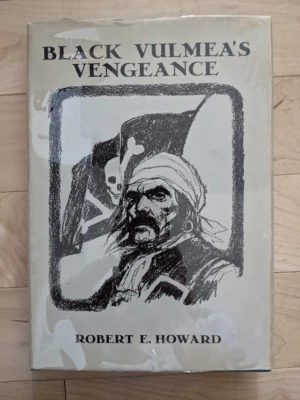 BLACK VULMEA'S
VENGEANCE
ROBERT E. HOWARD